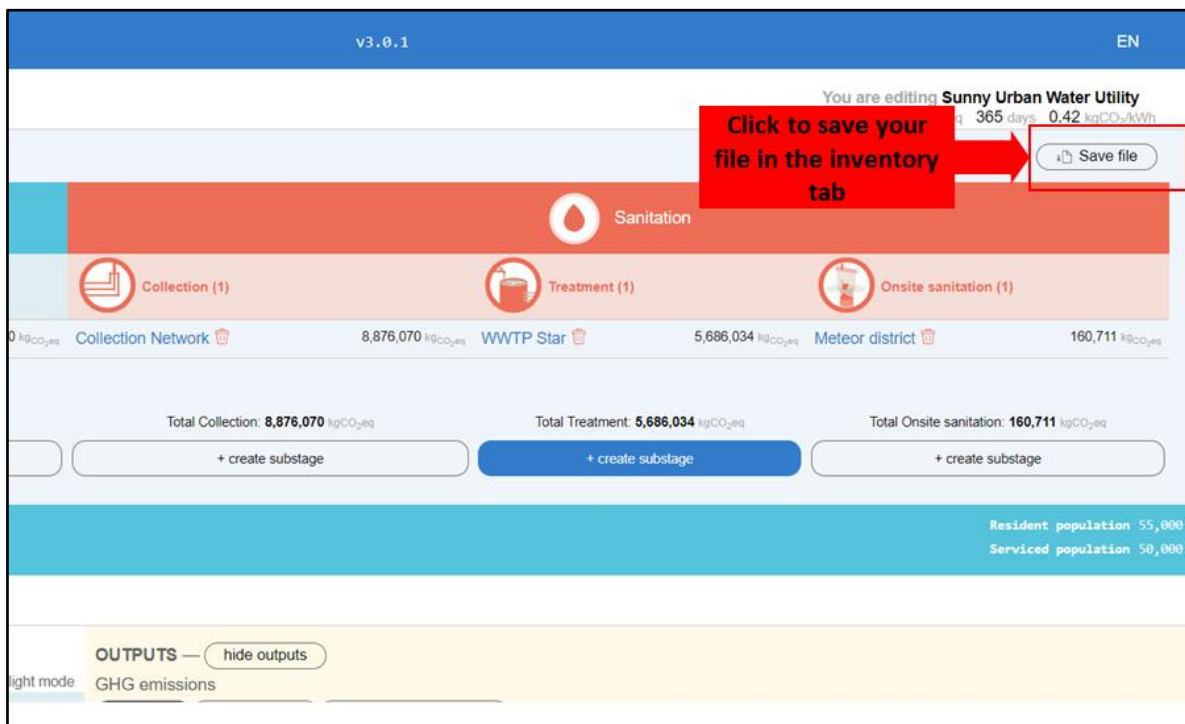 v3.0.1
EN
You are editing Sunny Urban Water Utility
q 365 days 0.42 kgCO₂/kWh
Click to save your
file in the inventory
tab
Save file
Sanitation
Collection (1)
Treatment (1)
Onsite sanitation (1)
0 kgCO₂eq
Collection Network 8,876,070 kgCO₂eq
WWTP Star 5,686,034 kgCO₂eq
Meteor district 160,711 kgCO₂eq
Total Collection: 8,876,070 kgCO₂eq
Total Treatment: 5,686,034 kgCO₂eq
Total Onsite sanitation: 160,711 kgCO₂eq
+ create substage
+ create substage
+ create substage
Resident population 55,000
Serviced population 50,000
OUTPUTS — hide outputs
light mode
GHG emissions